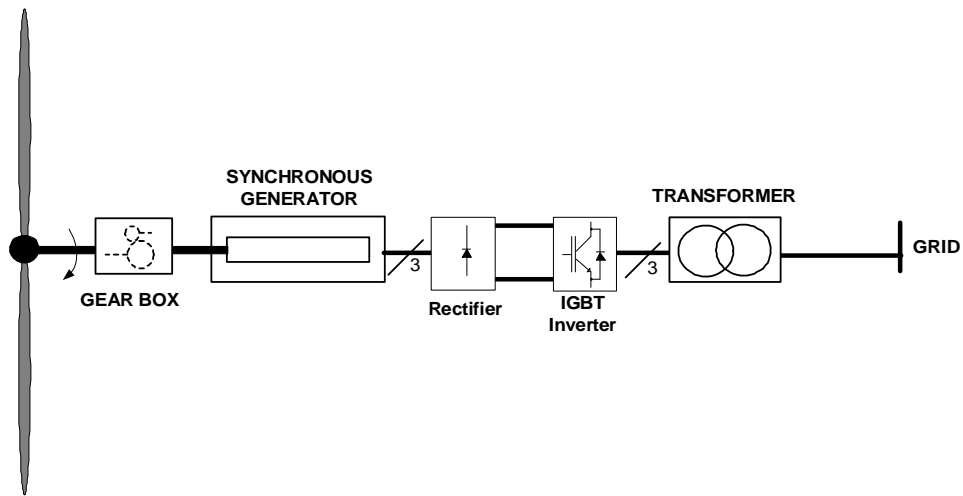 SYNCHRONOUS
GENERATOR
TRANSFORMER
GRID
3
3
GEAR BOX
Rectifier
IGBT
Inverter